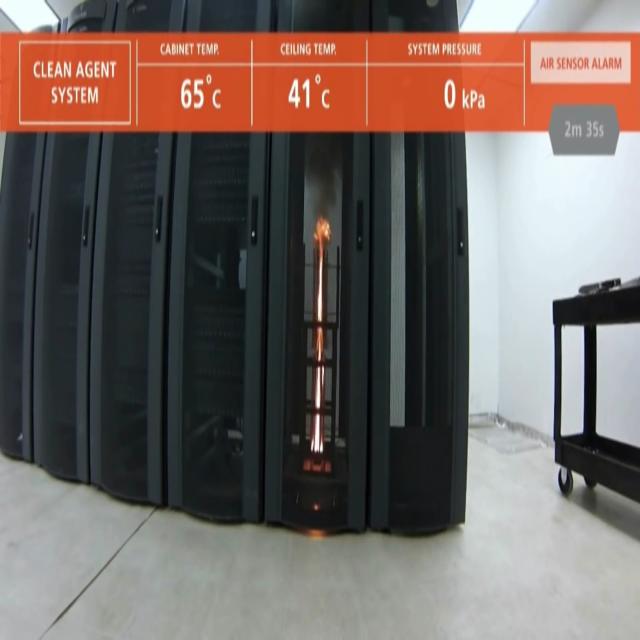 CLEAN AGENT
SYSTEM
CABINET TEMP.
65°C
CEILING TEMP.
41°C
SYSTEM PRESSURE
0 kPa
AIR SENSOR ALARM
2m 35s